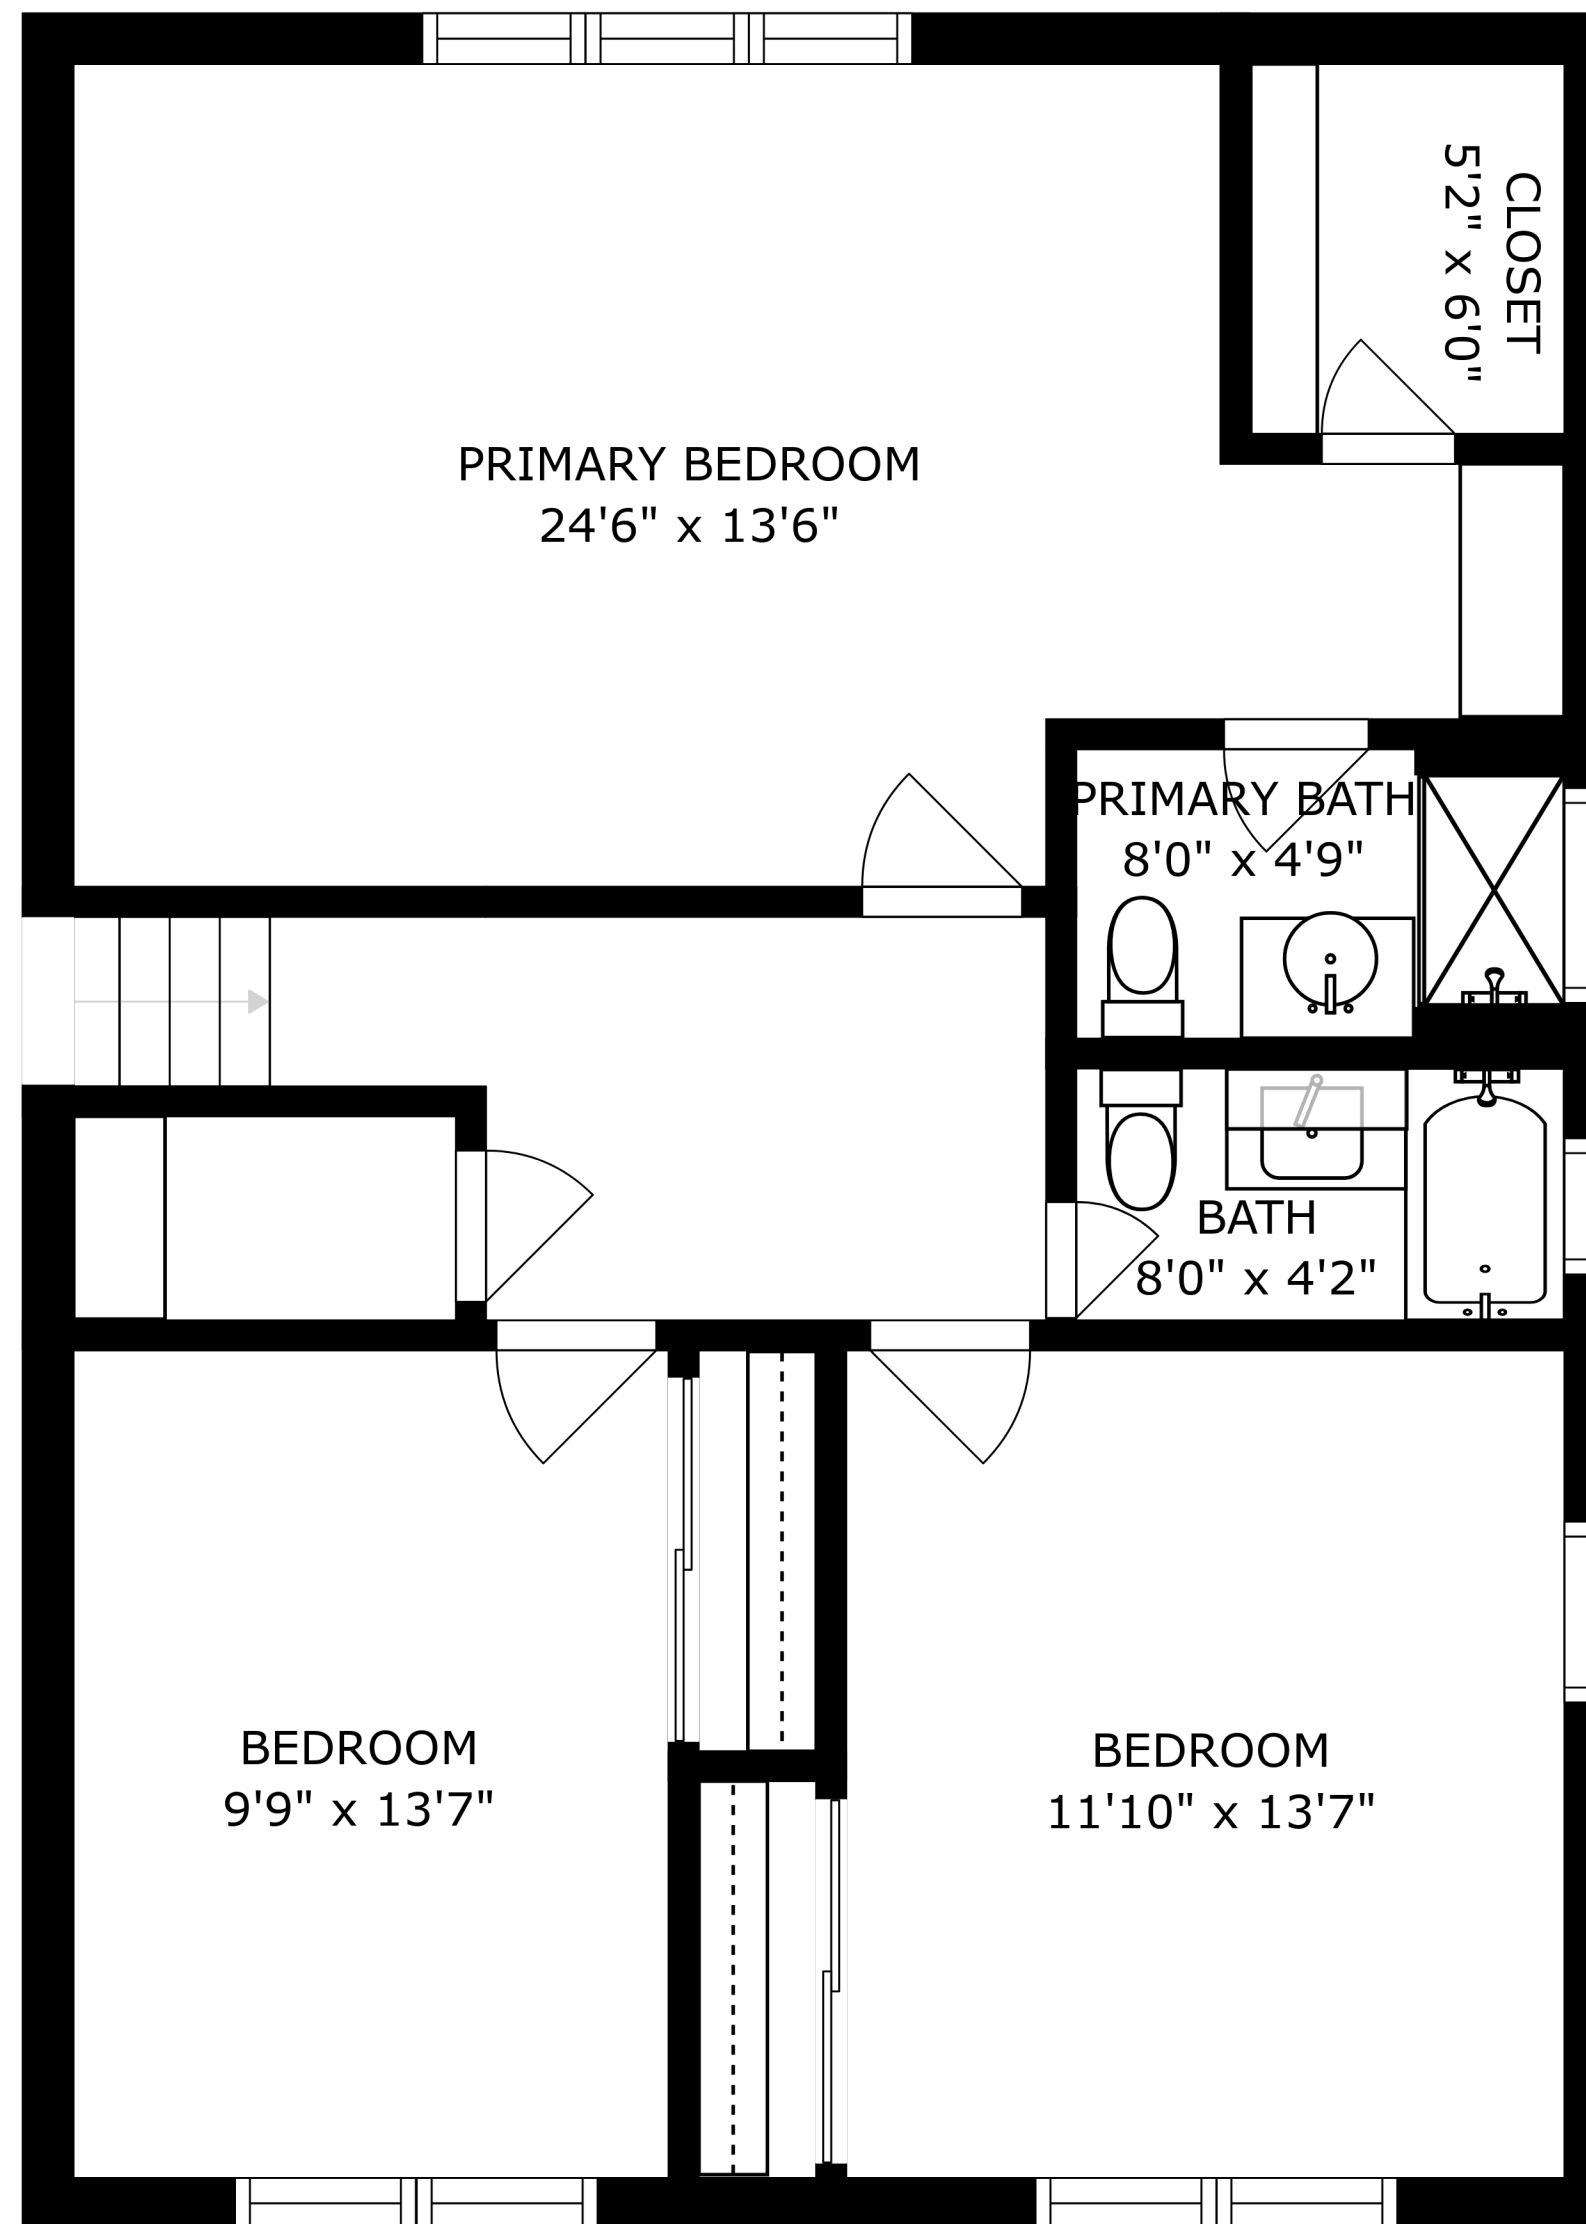 CLOSET
5'2" x 6'0"
PRIMARY BEDROOM
24'6" x 13'6"
PRIMARY BATH
8'0" x 4'9"
BATH
8'0" x 4'2"
BEDROOM
9'9" x 13'7"
BEDROOM
11'10" x 13'7"